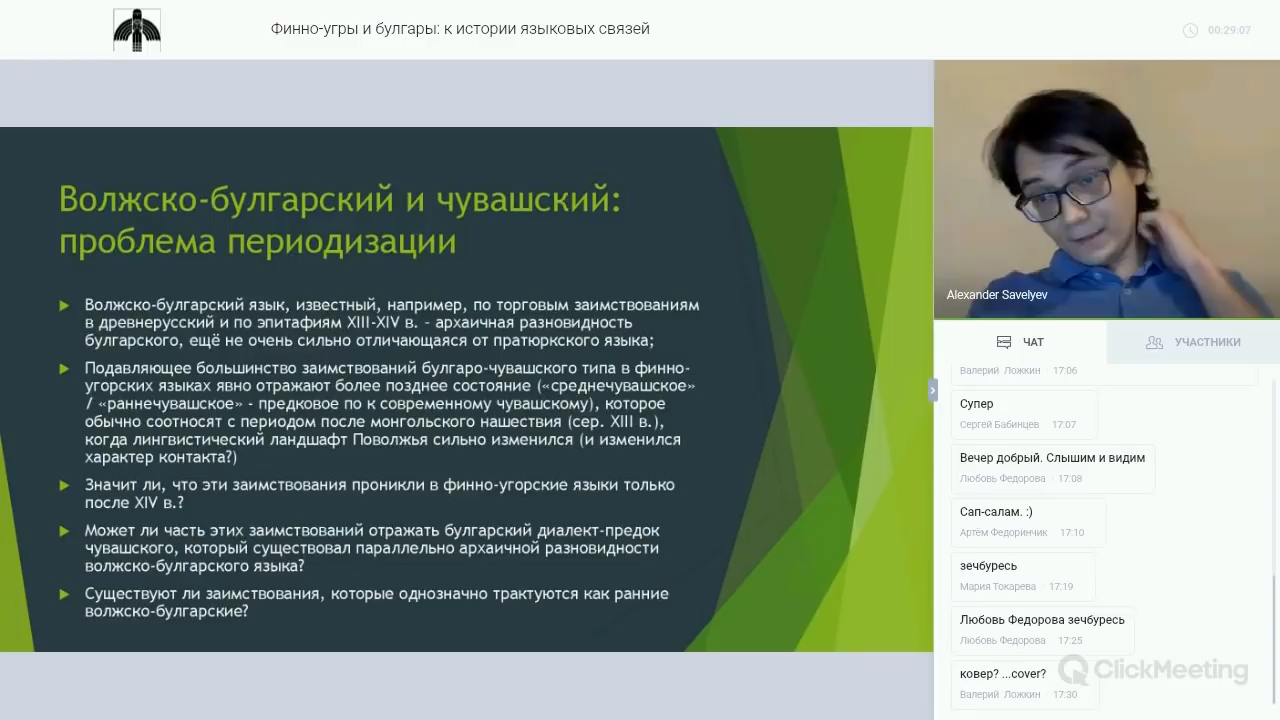 Финно-угры и булгары: к истории языковых связей
00:29:07
Волжско-булгарский и чувашский:
проблема периодизации
Волжско-булгарский язык, известный, например, по торговым заимствованиям
в древнерусский и по эпитафиям XIII-XIV в. - архаичная разновидность
булгарского, ещё не очень сильно отличающаяся от пратюркского языка;
Подавляющее большинство заимствований булгаро-чувашского типа в финно-
угорских языках явно отражают более позднее состояние («среднечувашское»
/ «раннечувашское» - предковое по к современному чувашскому), которое
обычно соотносят с периодом после монгольского нашествия (сер. XIII в.),
когда лингвистический ландшафт Поволжья сильно изменился (и изменился
характер контакта?)
Значит ли, что эти заимствования проникли в финно-угорские языки только
после XIV в.?
Может ли часть этих заимствований отражать булгарский диалект-предок
чувашского, который существовал параллельно архаичной разновидности
волжско-булгарского языка?
Существуют ли заимствования, которые однозначно трактуются как ранние
волжско-булгарские?
Alexander Savelyev
ЧАТ
УЧАСТНИКИ
Валерий Ложкин 17:06
Супер
Сергей Бабинцев 17:07
Вечер добрый. Слышим и видим
Любовь Федорова 17:08
Сап-салам. :)
Артём Федоринчик 17:10
зечбуресь
Мария Токарева 17:19
Любовь Федорова зечбуресь
Любовь Федорова 17:25
ковер? ...cover?
Валерий Ложкин 17:30
ClickMeeting